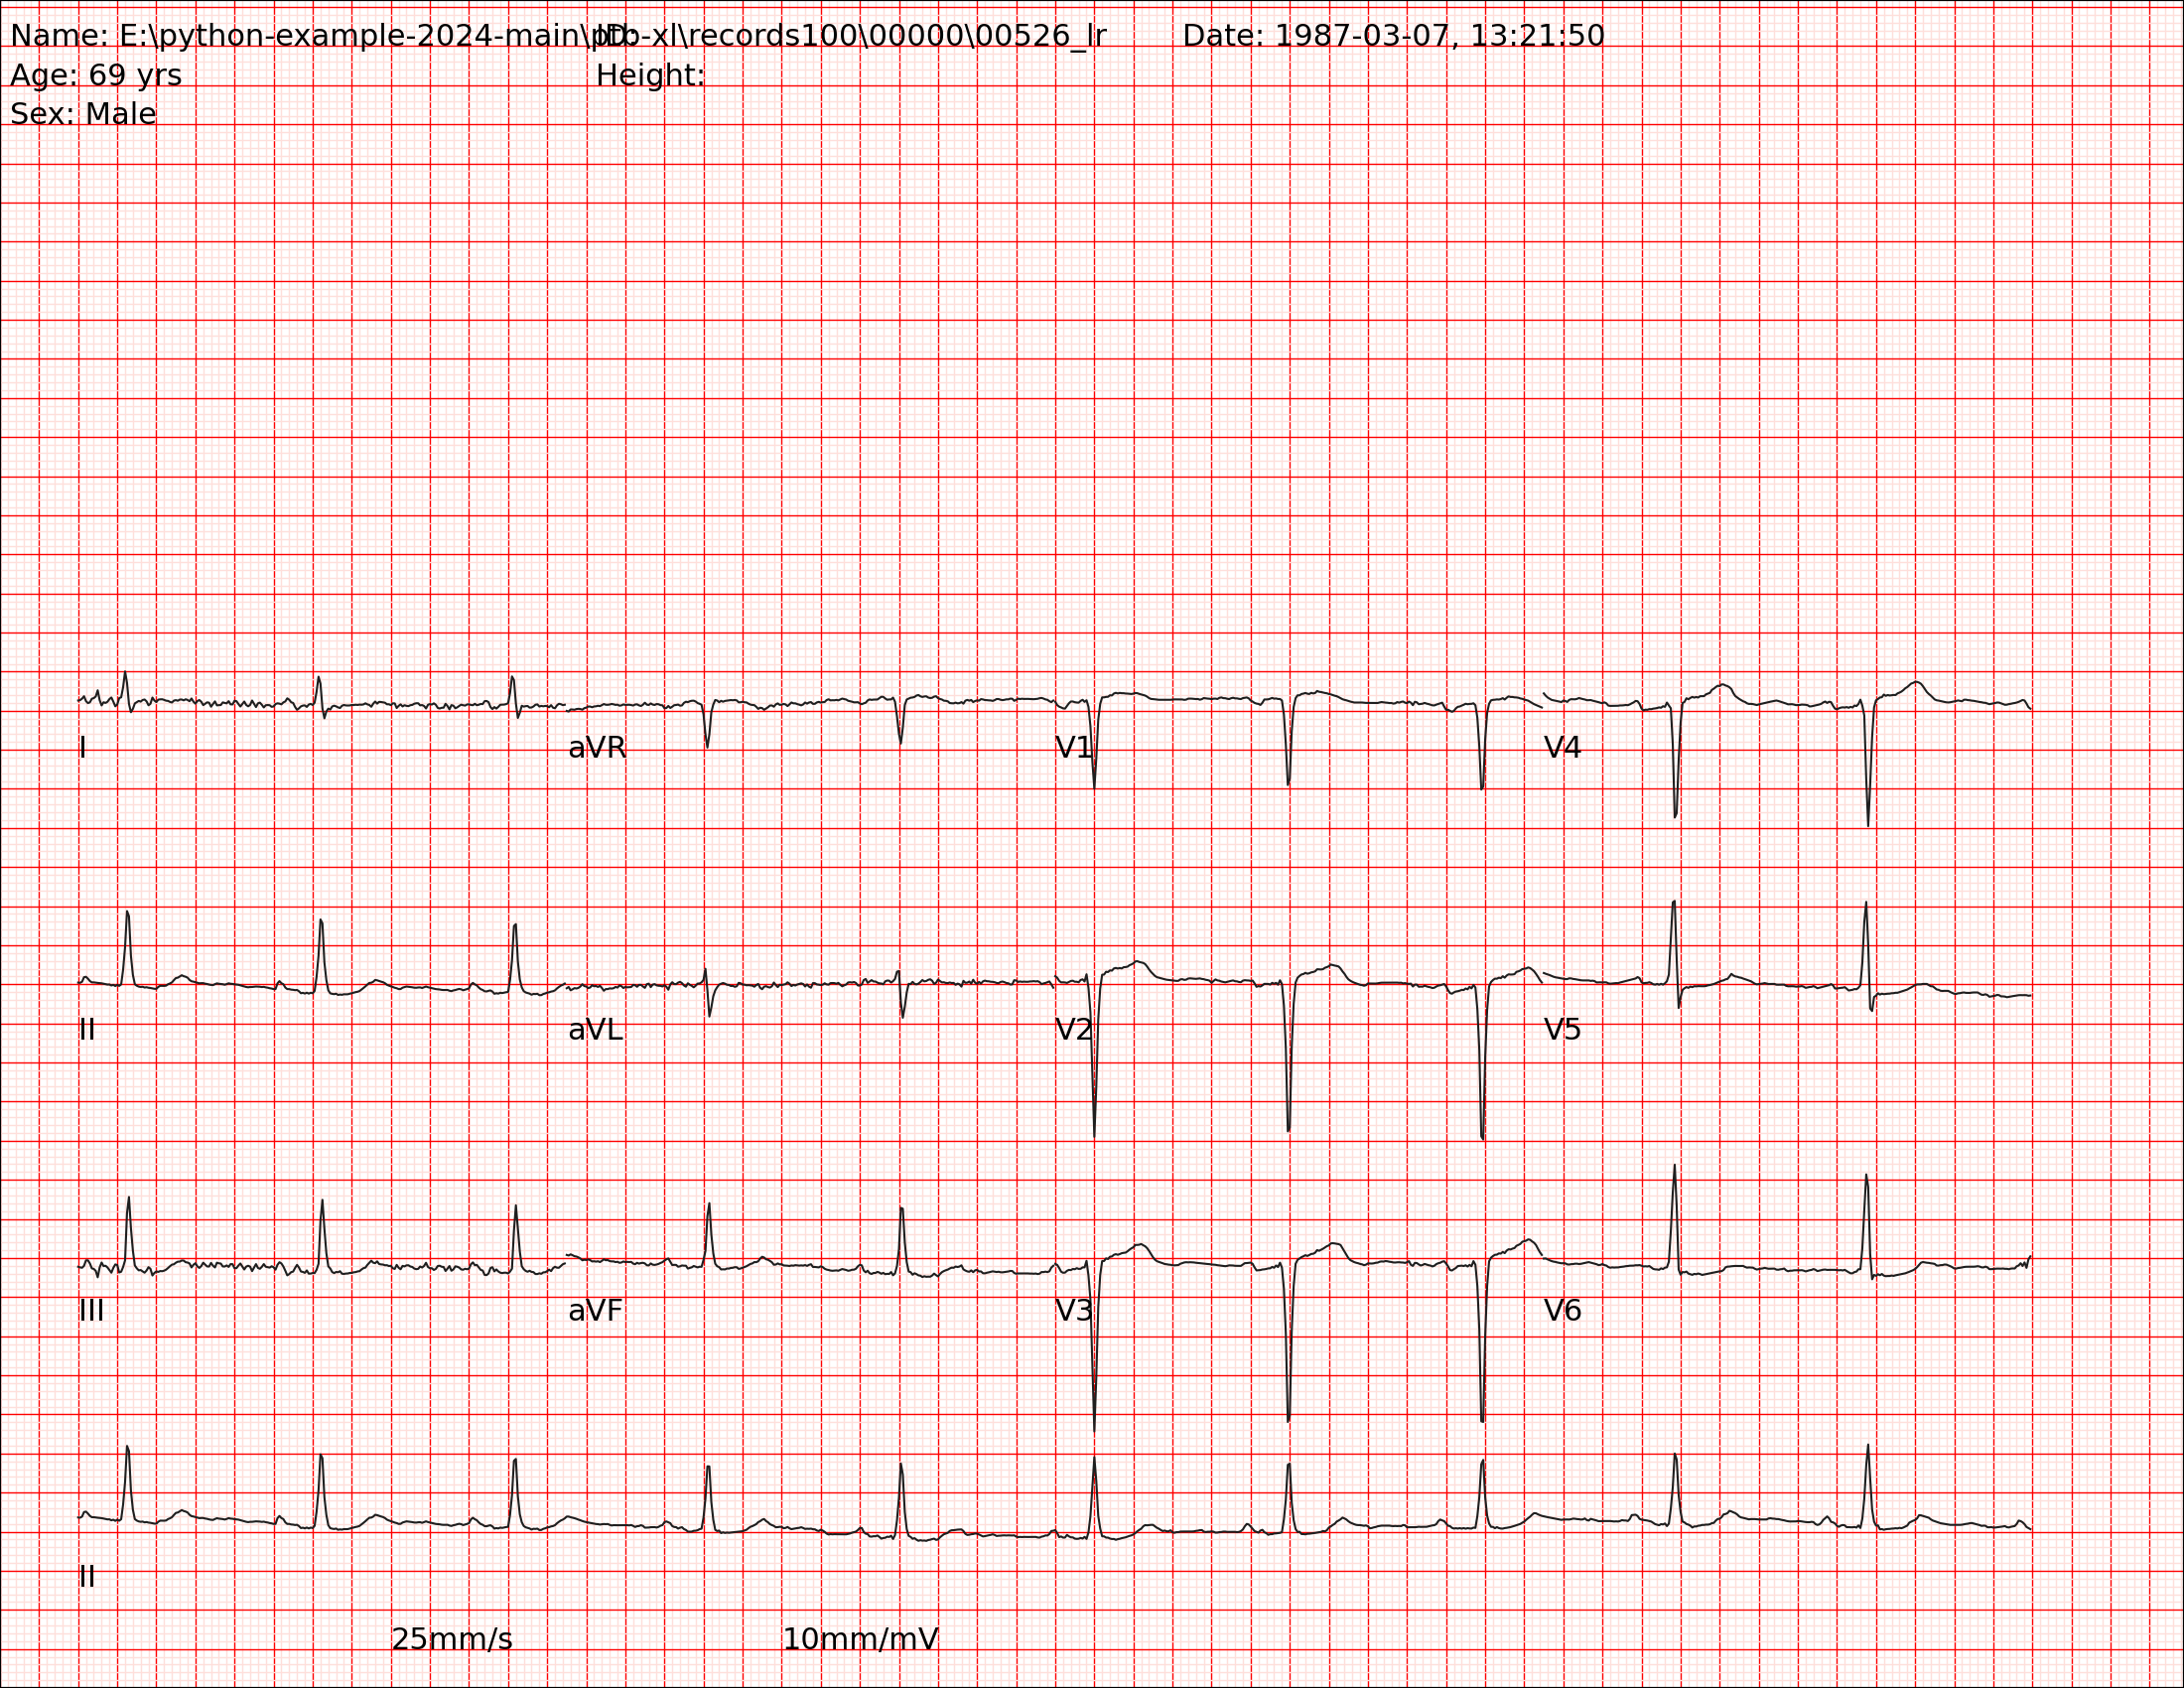 Name: E:\python-example-2024-main\ptb-xl\records100\00000\00526_lr ID: Date: 1987-03-07, 13:21:50
Age: 69 yrs Height:
Sex: Male
I aVR V1 V4
II aVL V2 V5
III aVF V3 V6
II
25mm/s 10mm/mV